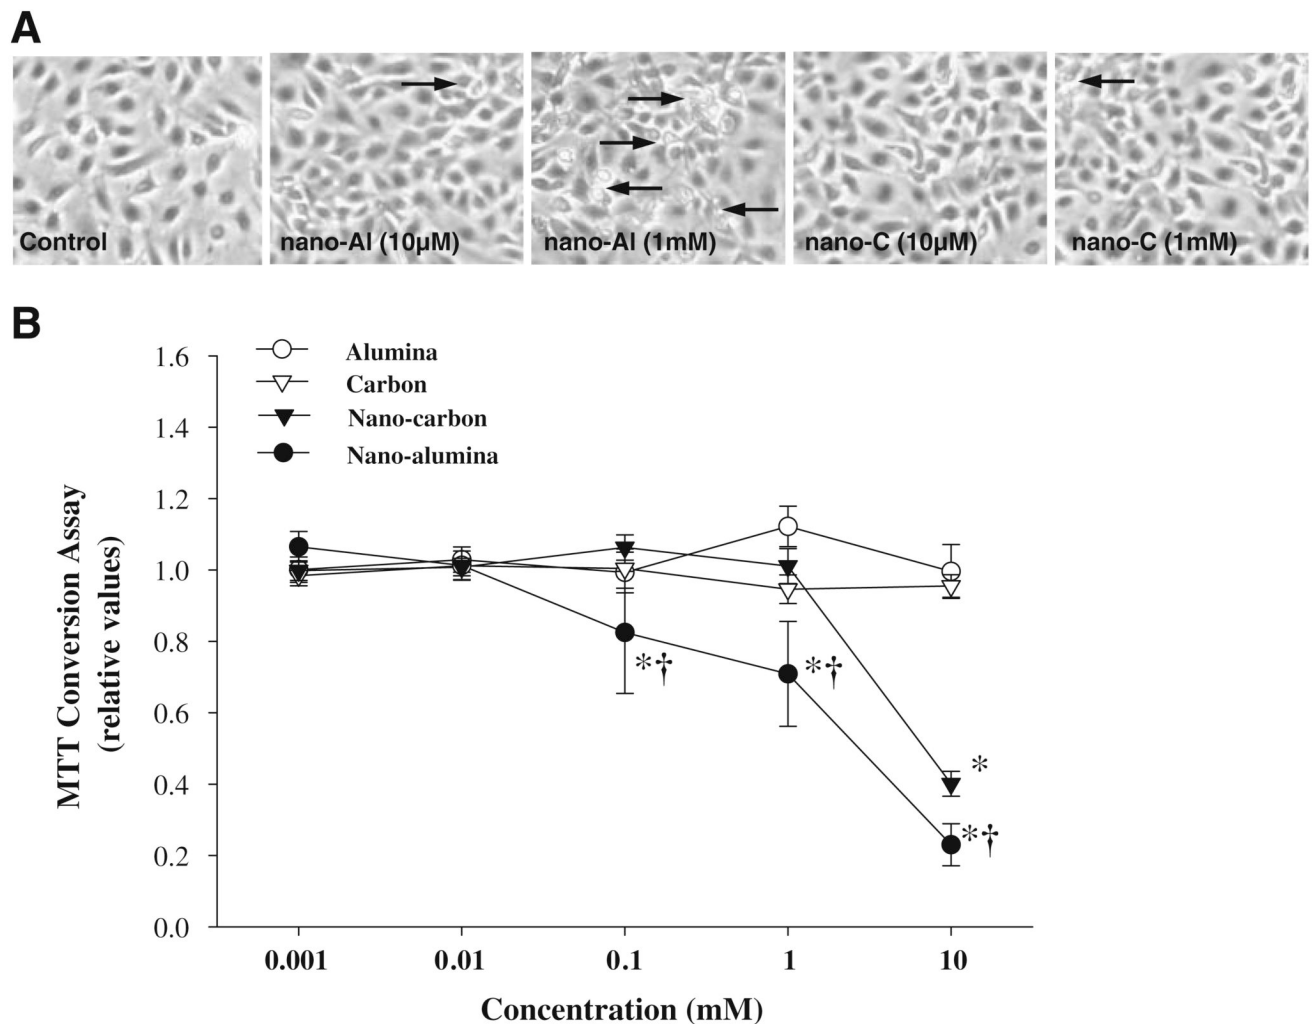 A
Control
nano-Al (10µM)
nano-Al (1mM)
nano-C (10µM)
nano-C (1mM)
B
Alumina
Carbon
Nano-carbon
Nano-alumina
MTT Conversion Assay
(relative values)
1.6
1.4
1.2
1.0
0.8
0.6
0.4
0.2
0.0
*†
*†
*
*†
0.001
0.01
0.1
1
10
Concentration (mM)